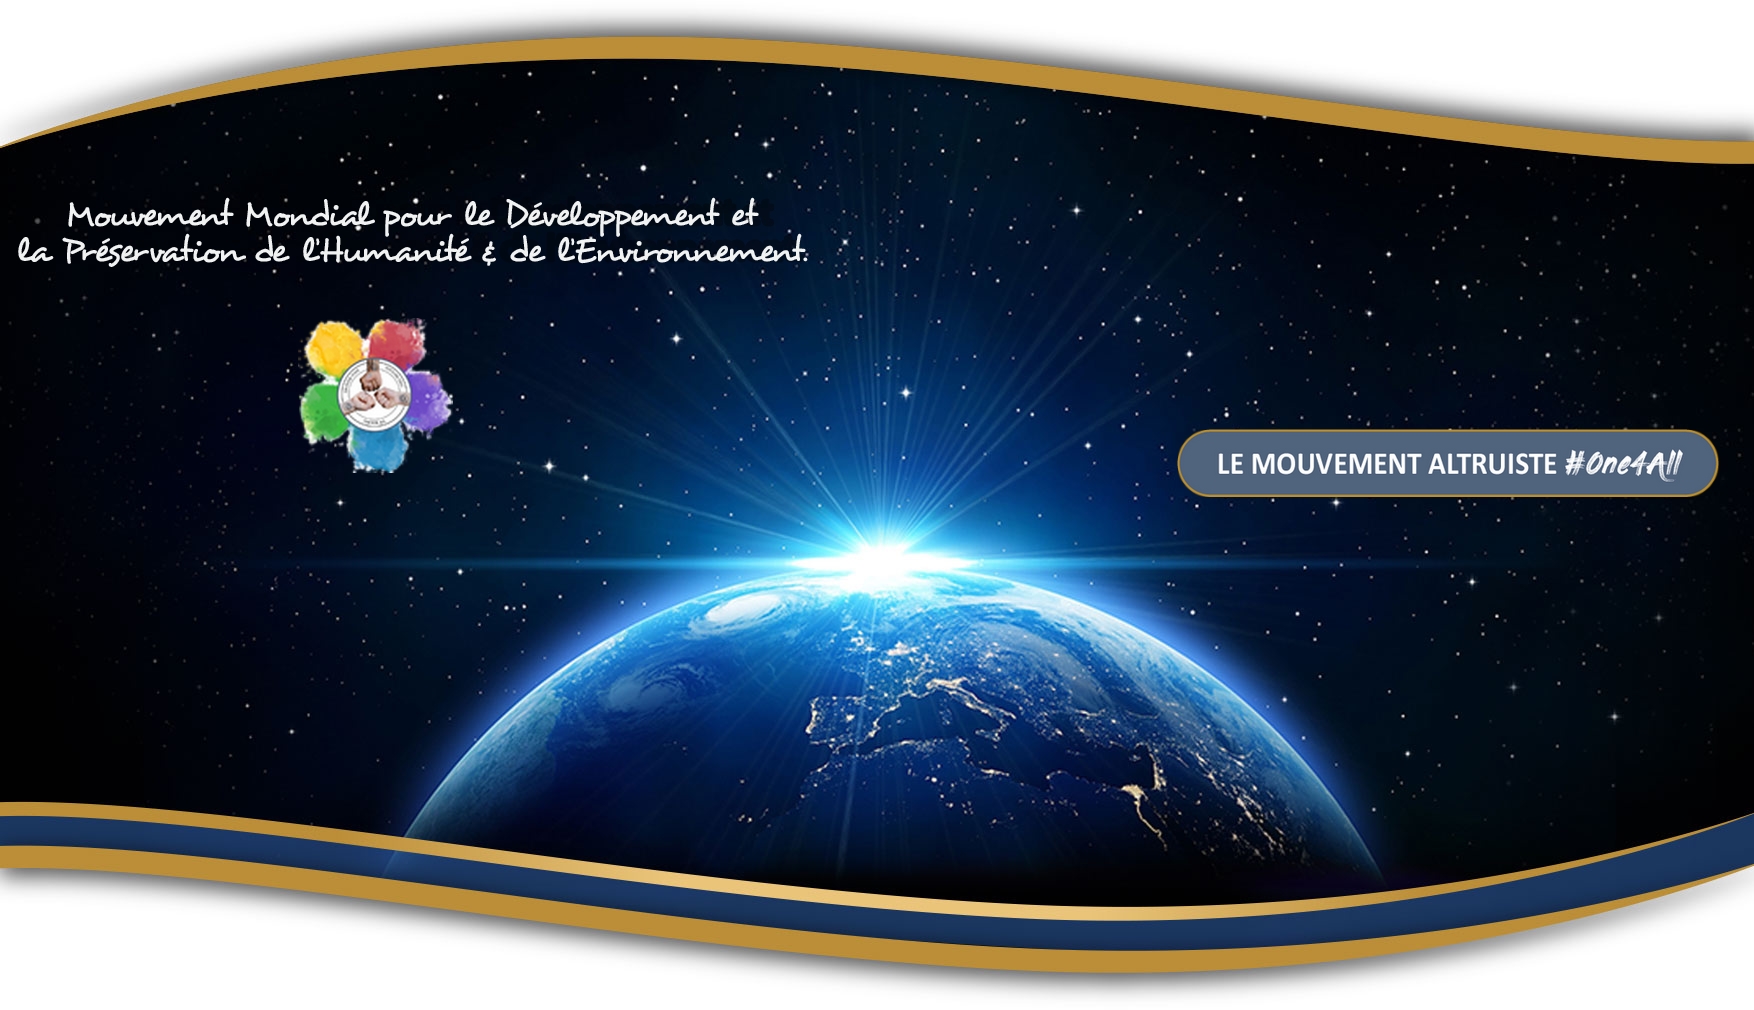 Mouvement Mondial pour le Développement et
la Préservation de l'Humanité & de l'Environnement.
LE MOUVEMENT ALTRUISTE #One4All